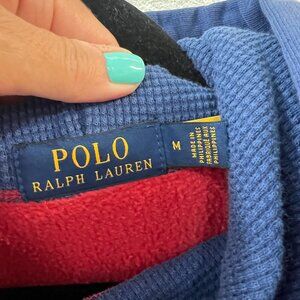 POLO
RALPH LAUREN
M
MADE IN
PHILIPPINES
FABRIQUÉ AUX
PHILIPPINES